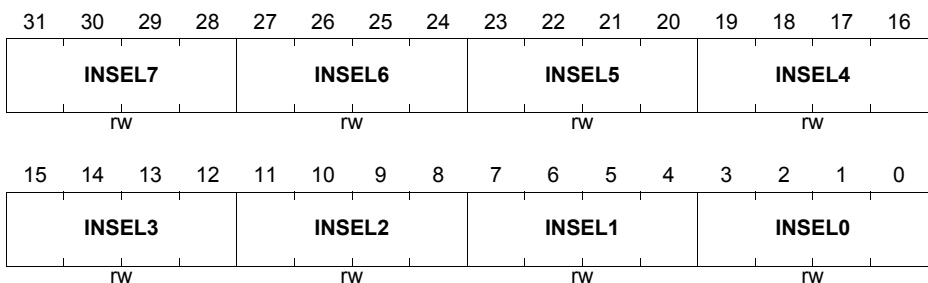 31 30 29 28 27 26 25 24 23 22 21 20 19 18 17 16
INSEL7 INSEL6 INSEL5 INSEL4
rw rw rw rw
15 14 13 12 11 10 9 8 7 6 5 4 3 2 1 0
INSEL3 INSEL2 INSEL1 INSEL0
rw rw rw rw